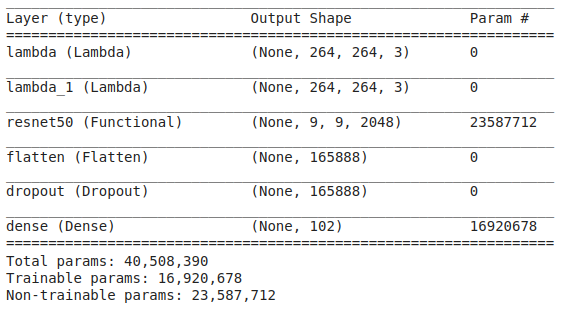 Layer (type) Output Shape Param #
lambda (Lambda) (None, 264, 264, 3) 0
lambda_1 (Lambda) (None, 264, 264, 3) 0
resnet50 (Functional) (None, 9, 9, 2048) 23587712
flatten (Flatten) (None, 165888) 0
dropout (Dropout) (None, 165888) 0
dense (Dense) (None, 102) 16920678
Total params: 40,508,390
Trainable params: 16,920,678
Non-trainable params: 23,587,712